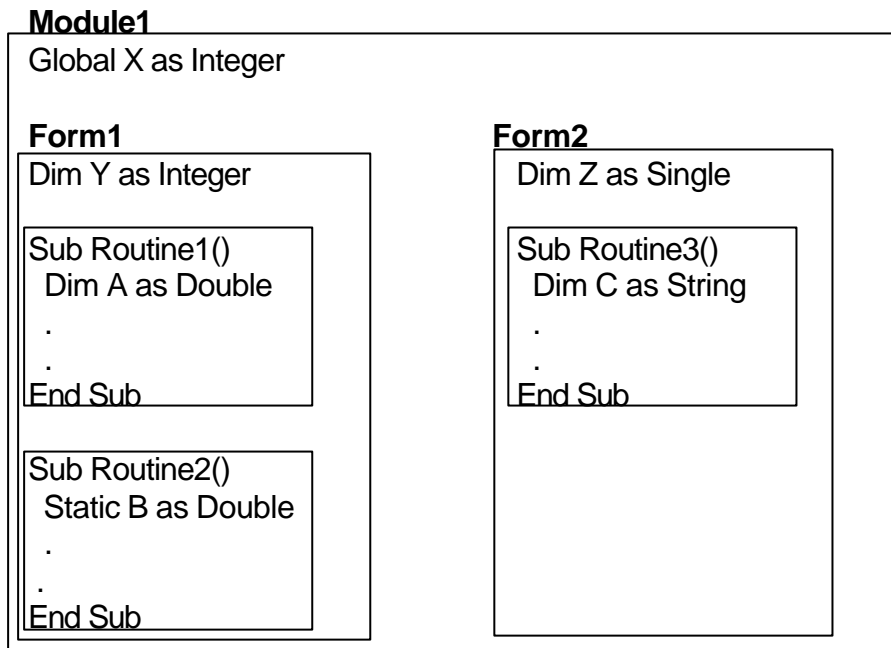 Module1
Global X as Integer
Form1
Dim Y as Integer
Sub Routine1()
Dim A as Double
.
.
End Sub
Sub Routine2()
Static B as Double
.
.
End Sub
Form2
Dim Z as Single
Sub Routine3()
Dim C as String
.
.
End Sub